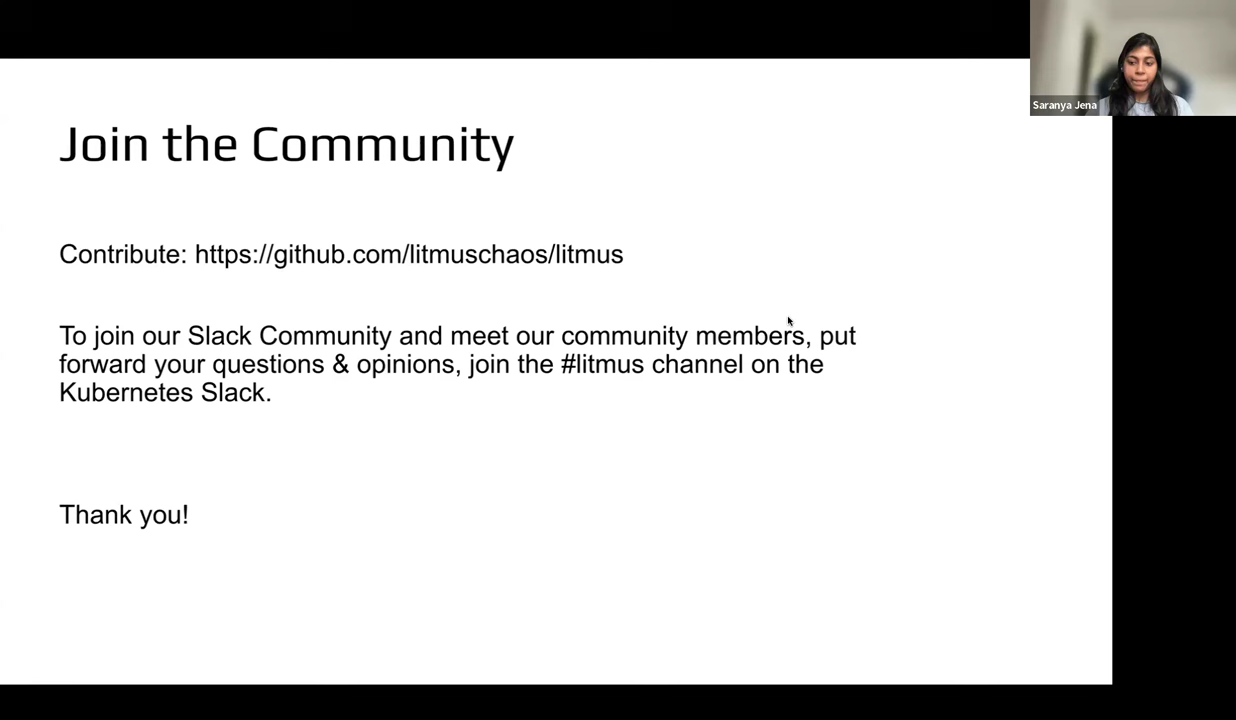 Saranya Jena
Join the Community
Contribute: https://github.com/litmuschaos/litmus
To join our Slack Community and meet our community members, put
forward your questions & opinions, join the #litmus channel on the
Kubernetes Slack.
Thank you!